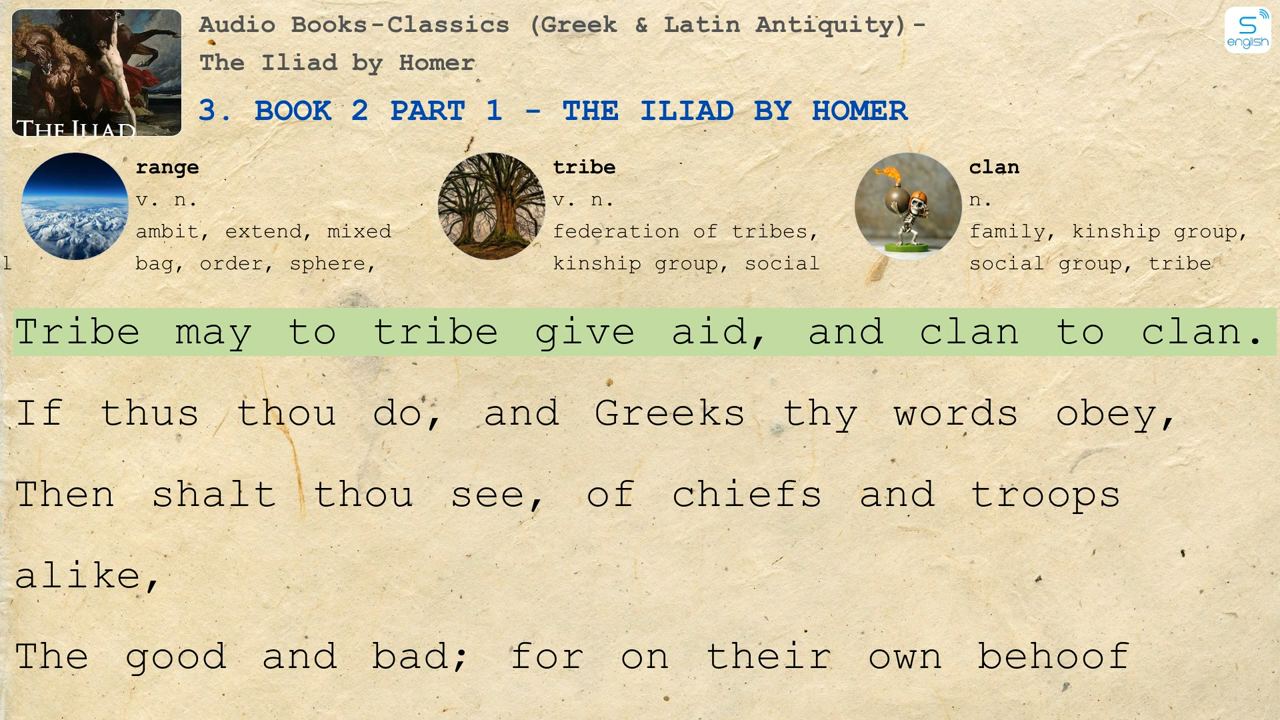 Audio Books-Classics (Greek & Latin Antiquity)-
The Iliad by Homer
3. BOOK 2 PART 1 - THE ILIAD BY HOMER
THE ILIAD
S
english
range
v. n.
ambit, extend, mixed
bag, order, sphere,
tribe
v. n.
federation of tribes,
kinship group, social
clan
n.
family, kinship group,
social group, tribe
l
Tribe may to tribe give aid, and clan to clan.
If thus thou do, and Greeks thy words obey,
Then shalt thou see, of chiefs and troops
alike,
The good and bad; for on their own behoof